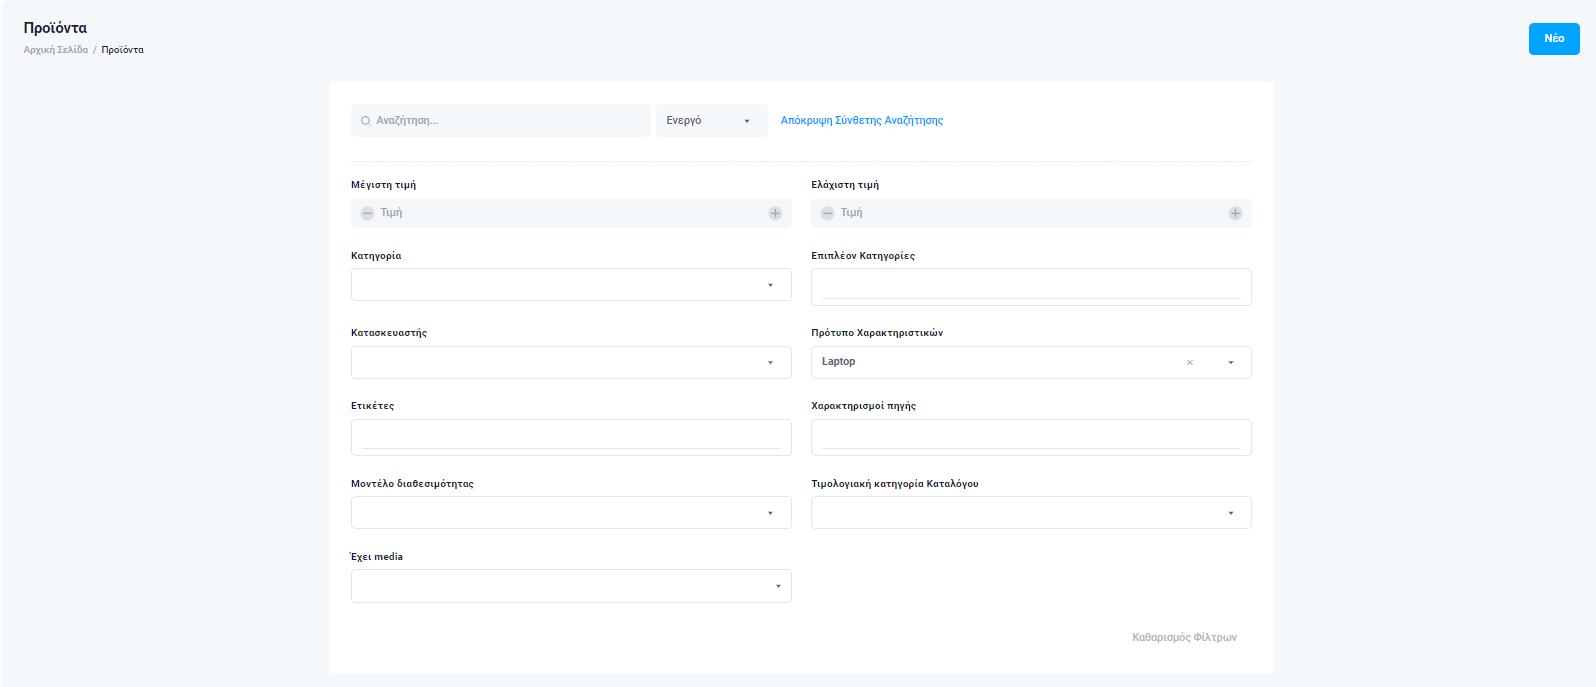 Προϊόντα
Αρχική Σελίδα / Προϊόντα
Νέο
Αναζήτηση...
Ενεργό
Απόκρυψη Σύνθετης Αναζήτησης
Μέγιστη τιμή
Ελάχιστη τιμή
Τιμή
Τιμή
Κατηγορία
Επιπλέον Κατηγορίες
Κατασκευαστής
Πρότυπο Χαρακτηριστικών
Laptop
Ετικέτες
Χαρακτηρισμοί πηγής
Μοντέλο διαθεσιμότητας
Τιμολογιακή κατηγορία Καταλόγου
Έχει media
Καθαρισμός Φίλτρων